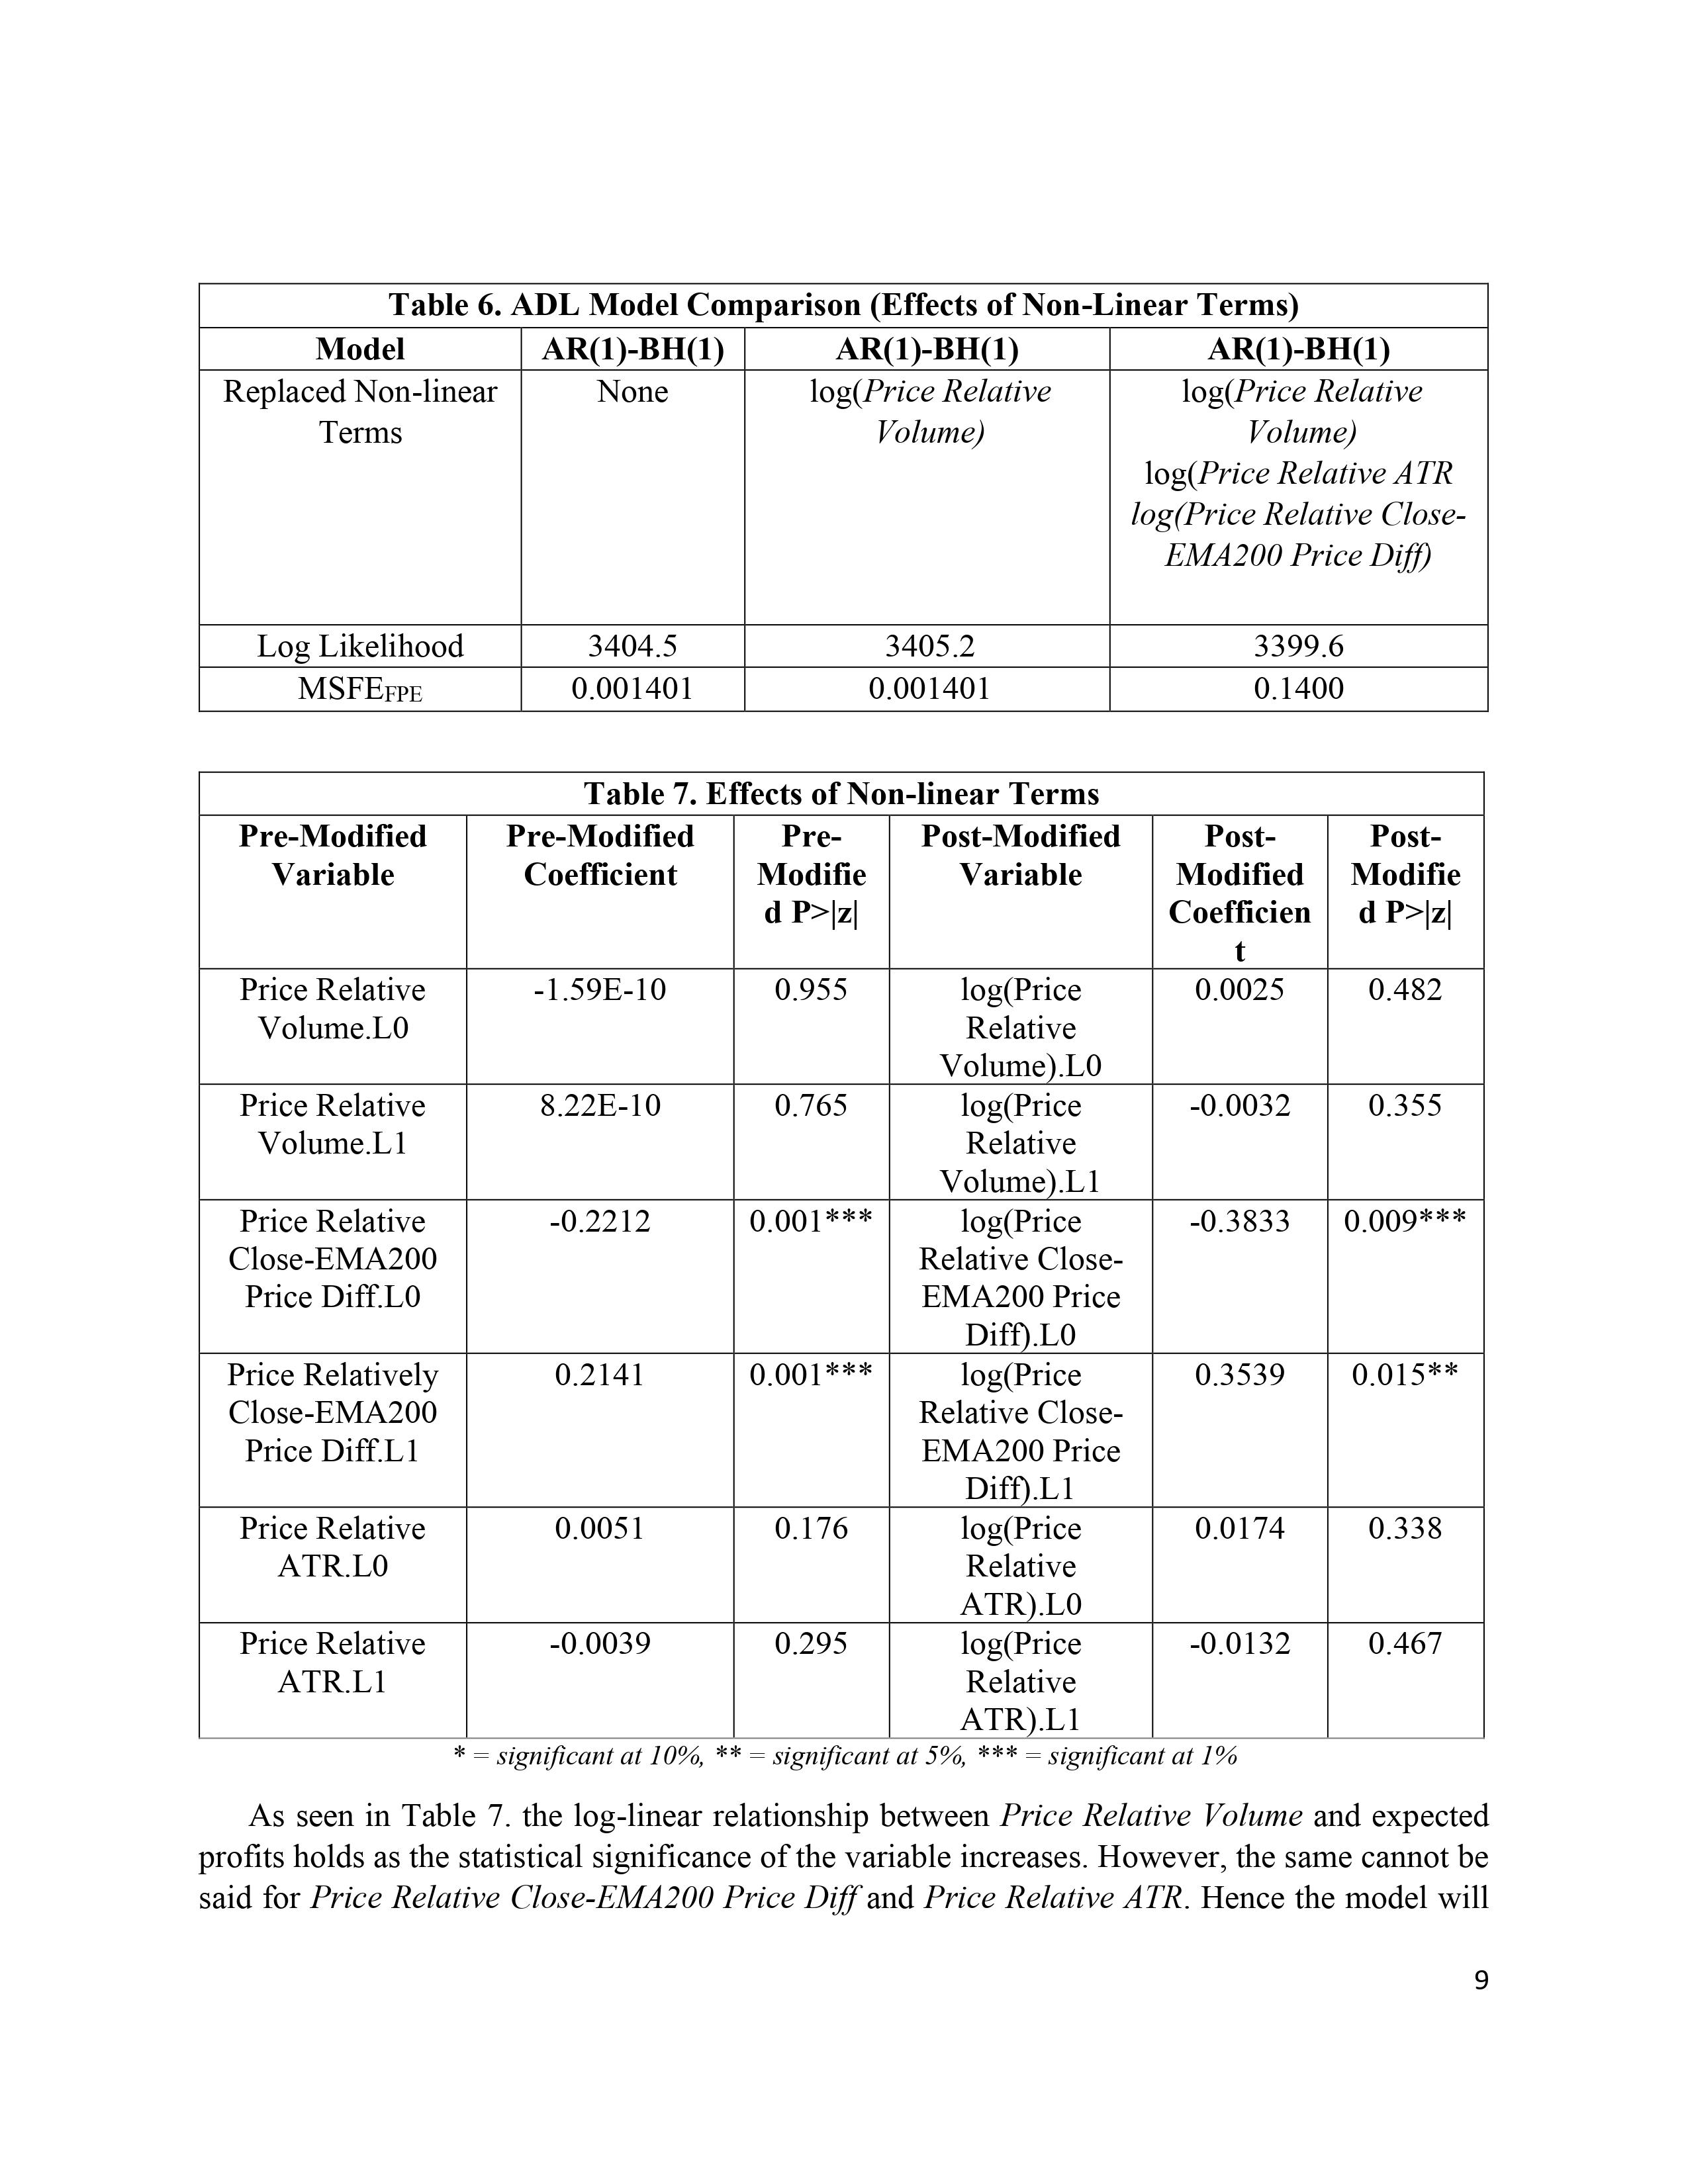 Table 6. ADL Model Comparison (Effects of Non-Linear Terms)
Model AR(1)-BH(1) AR(1)-BH(1) AR(1)-BH(1)
Replaced Non-linear None log(Price Relative log(Price Relative
Terms Volume) Volume)
log(Price Relative ATR
log(Price Relative Close-
EMA200 Price Diff)
Log Likelihood 3404.5 3405.2 3399.6
MSFEFPE 0.001401 0.001401 0.1400
Table 7. Effects of Non-linear Terms
Pre-Modified Pre-Modified Pre- Post-Modified Post- Post-
Variable Coefficient Modifie Variable Modified Modifie
d P>|z| Coefficien d P>|z|
t
Price Relative -1.59E-10 0.955 log(Price 0.0025 0.482
Volume.L0 Relative
Volume).L0
Price Relative 8.22E-10 0.765 log(Price -0.0032 0.355
Volume.L1 Relative
Volume).L1
Price Relative -0.2212 0.001*** log(Price -0.3833 0.009***
Close-EMA200 Relative Close-
Price Diff.L0 EMA200 Price
Diff).L0
Price Relatively 0.2141 0.001*** log(Price 0.3539 0.015**
Close-EMA200 Relative Close-
Price Diff.L1 EMA200 Price
Diff).L1
Price Relative 0.0051 0.176 log(Price 0.0174 0.338
ATR.L0 Relative
ATR).L0
Price Relative -0.0039 0.295 log(Price -0.0132 0.467
ATR.L1 Relative
ATR).L1
* = significant at 10%, ** = significant at 5%, *** = significant at 1%
As seen in Table 7. the log-linear relationship between Price Relative Volume and expected
profits holds as the statistical significance of the variable increases. However, the same cannot be
said for Price Relative Close-EMA200 Price Diff and Price Relative ATR. Hence the model will
9